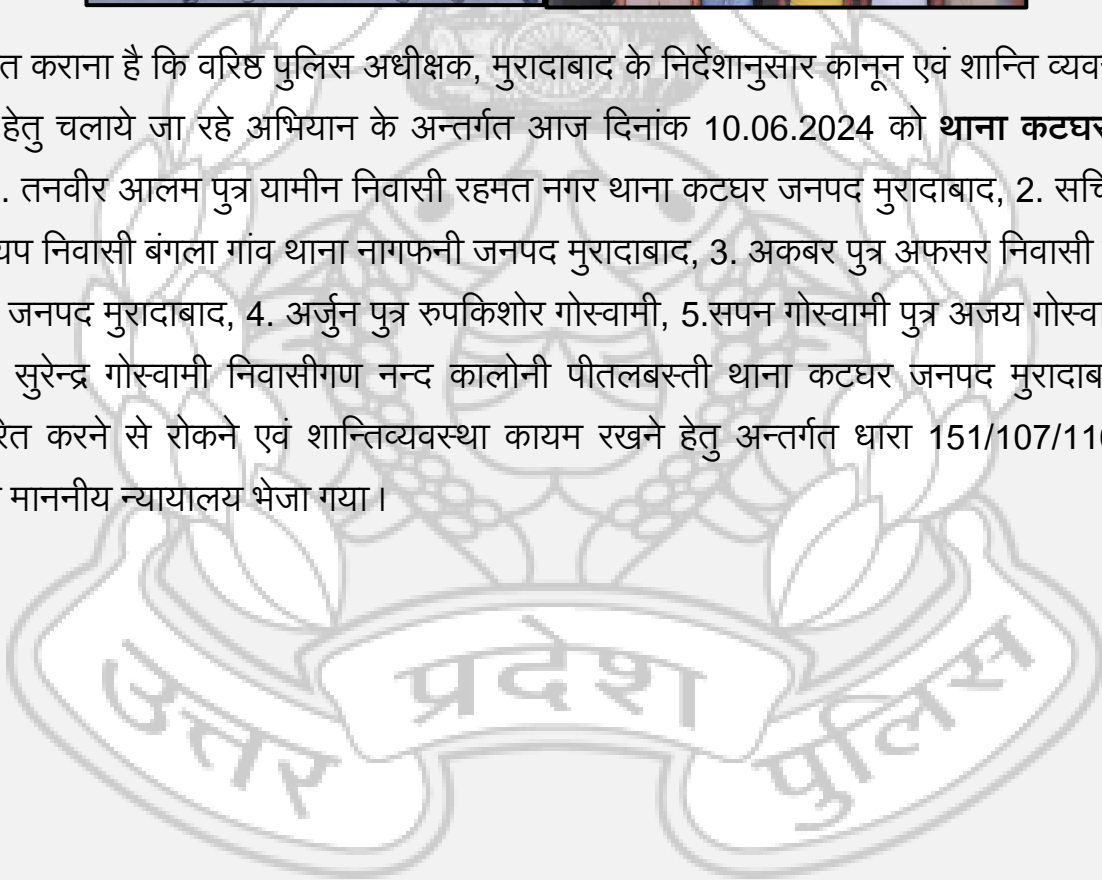 त कराना है कि वरिष्ठ पुलिस अधीक्षक, मुरादाबाद के निर्देशानुसार कानून एवं शान्ति व्यव
हेतु चलाये जा रहे अभियान के अन्तर्गत आज दिनांक 10.06.2024 को थाना कटघर
. तनवीर आलम पुत्र यामीन निवासी रहमत नगर थाना कटघर जनपद मुरादाबाद, 2. सचि
यप निवासी बंगला गांव थाना नागफनी जनपद मुरादाबाद, 3. अकबर पुत्र अफसर निवासी
जनपद मुरादाबाद, 4. अर्जुन पुत्र रुपकिशोर गोस्वामी, 5.सपन गोस्वामी पुत्र अजय गोस्वा
सुरेन्द्र गोस्वामी निवासीगण नन्द कालोनी पीतलबस्ती थाना कटघर जनपद मुरादाब
रित करने से रोकने एवं शान्तिव्यवस्था कायम रखने हेतु अन्तर्गत धारा 151/107/116
माननीय न्यायालय भेजा गया।
उत्तर प्रदेश पुलिस